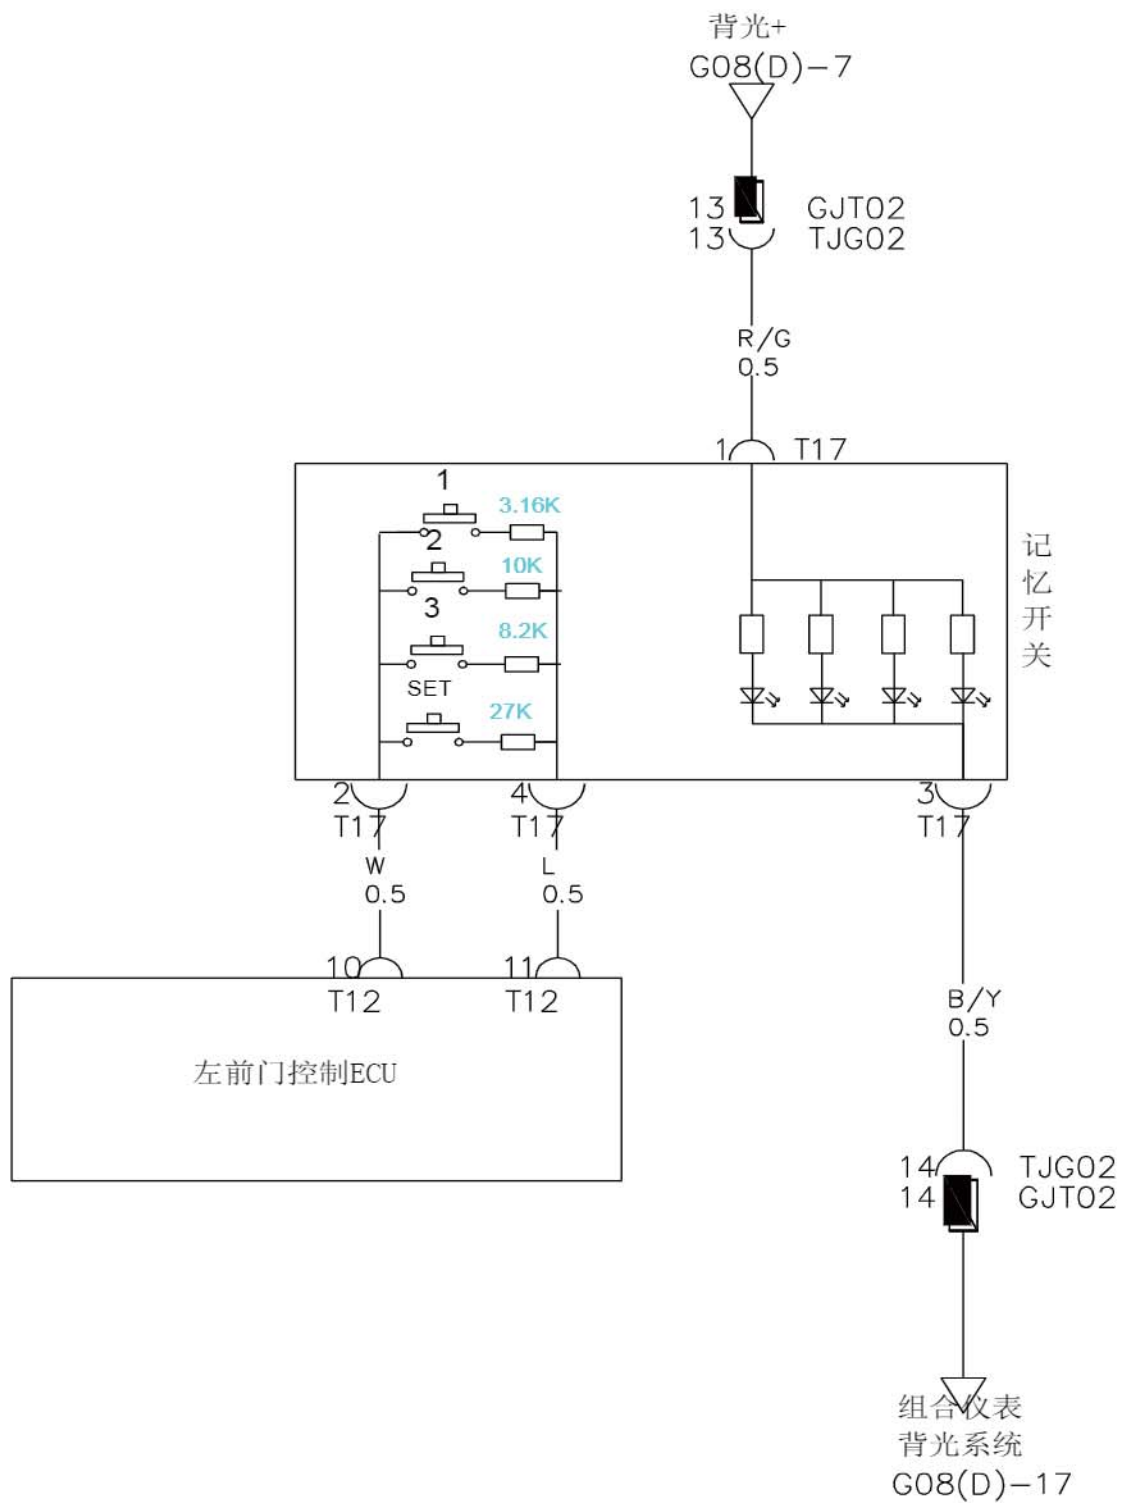 背光+
G08(D)-7
13 GJT02
13 TJG02
R/G
0.5
1 T17
1
3.16K
2
10K
3
8.2K
SET
27K
记忆开关
2 4 3
T17 T17 T17
W L
0.5 0.5
10 11
T12 T12
左前门控制ECU
B/Y
0.5
14 TJG02
14 GJT02
组合仪表
背光系统
G08(D)-17